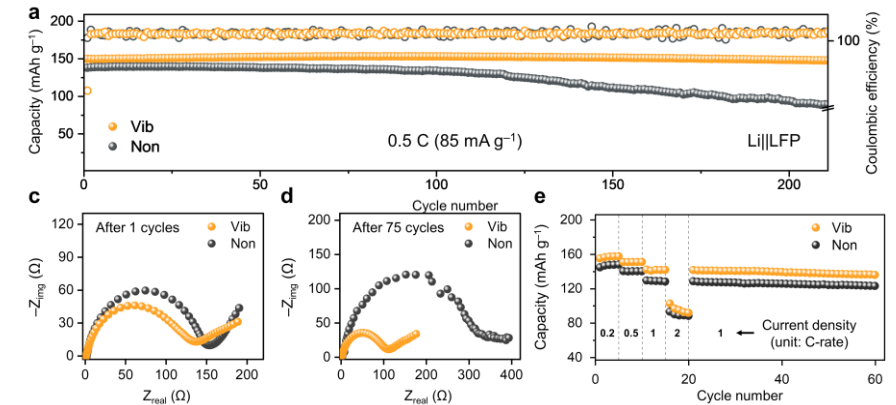 a
Capacity (mAh g⁻¹)
200
150
100
50
Vib
Non
0.5 C (85 mA g⁻¹)
Li||LFP
100
Coulombic efficiency (%)
0
50
100
150
200
Cycle number
c
After 1 cycles
Vib
Non
−Z_img (Ω)
120
90
60
30
0
0
50
100
150
200
Z_real (Ω)
d
After 75 cycles
Vib
Non
−Z_img (Ω)
200
150
100
50
0
0
100
200
300
400
Z_real (Ω)
e
Vib
Non
Capacity (mAh g⁻¹)
200
160
120
80
40
0.2
0.5
1
2
1
Current density
(unit: C-rate)
0
20
40
60
Cycle number